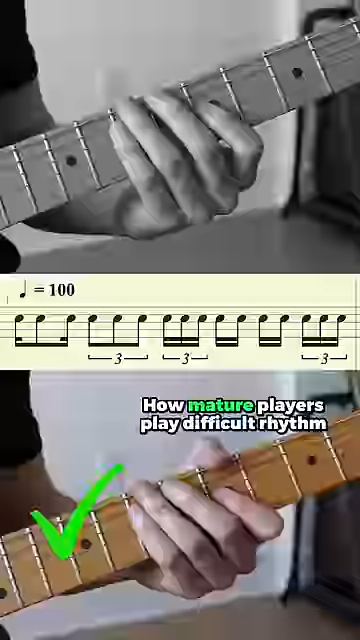 ♩ = 100
3 3 3
How mature players
play difficult rhythm